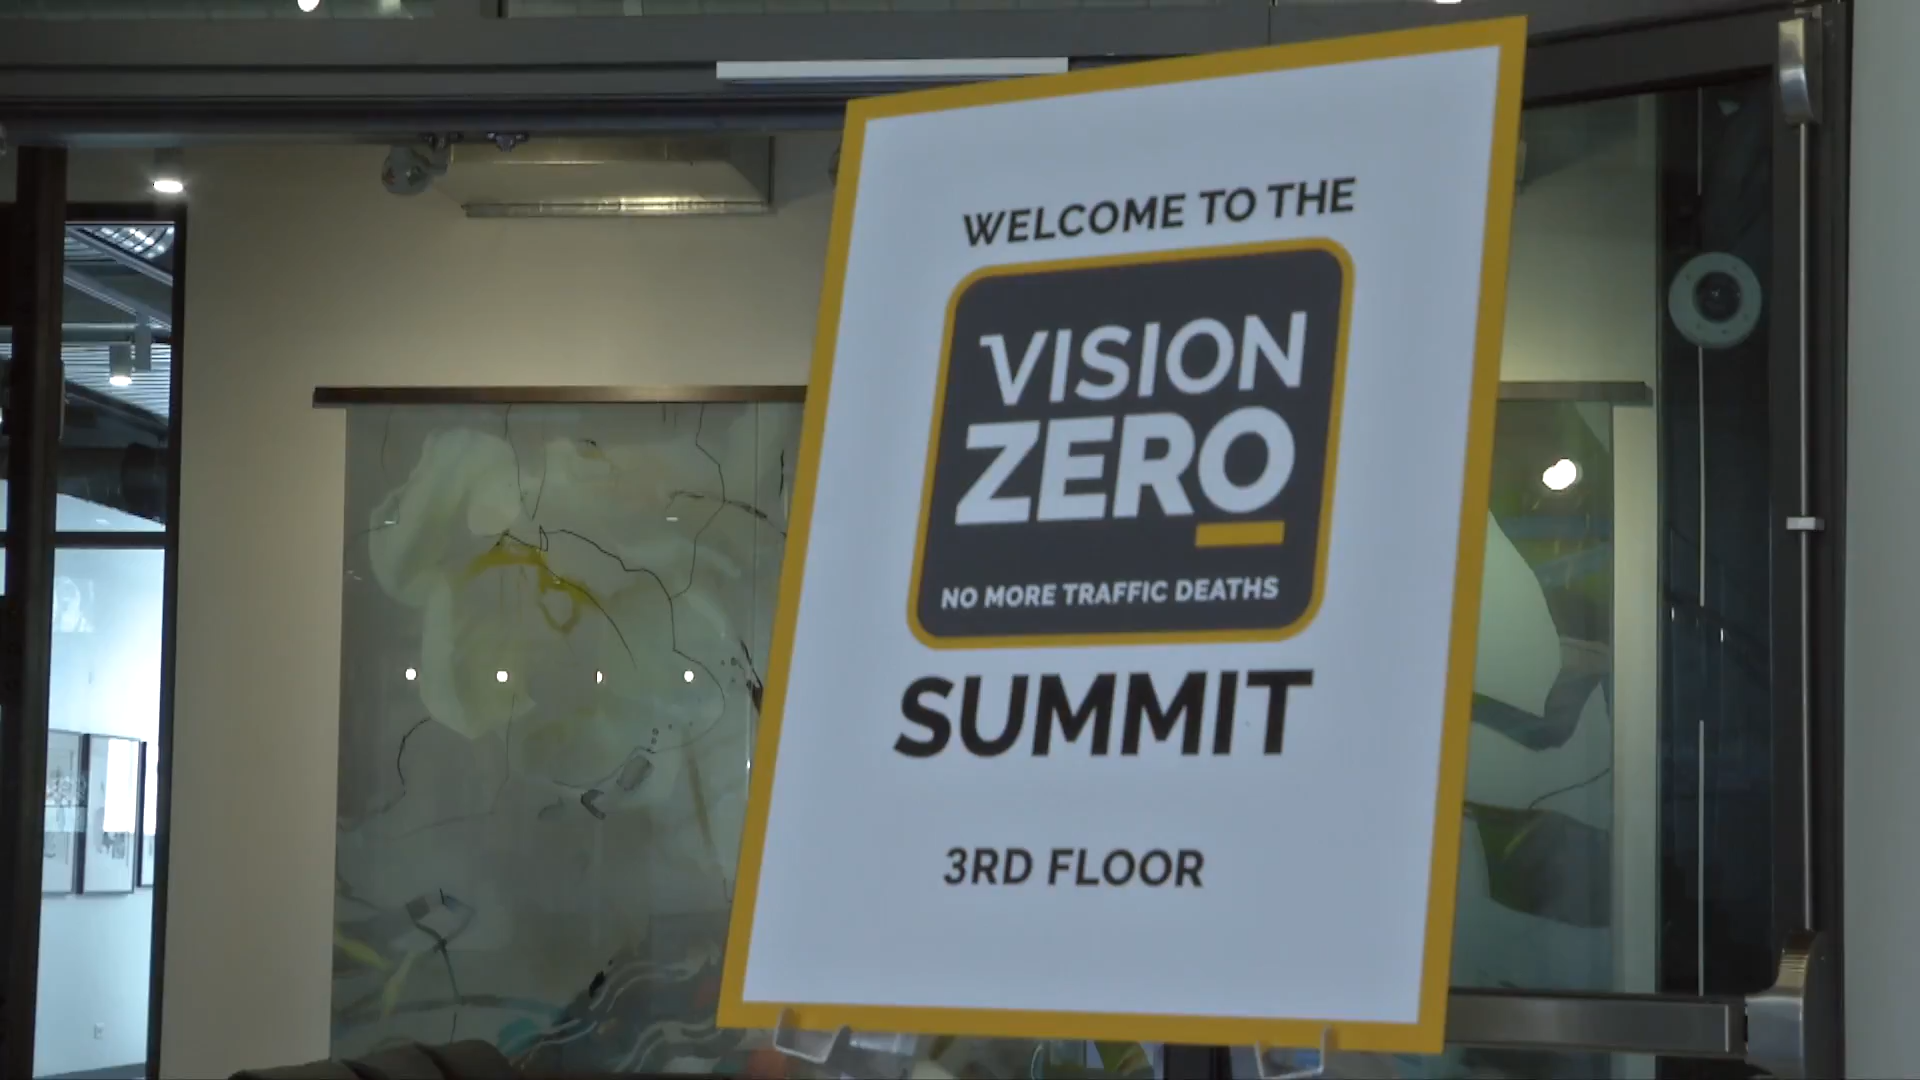 WELCOME TO THE
VISION
ZERO
NO MORE TRAFFIC DEATHS
SUMMIT
3RD FLOOR